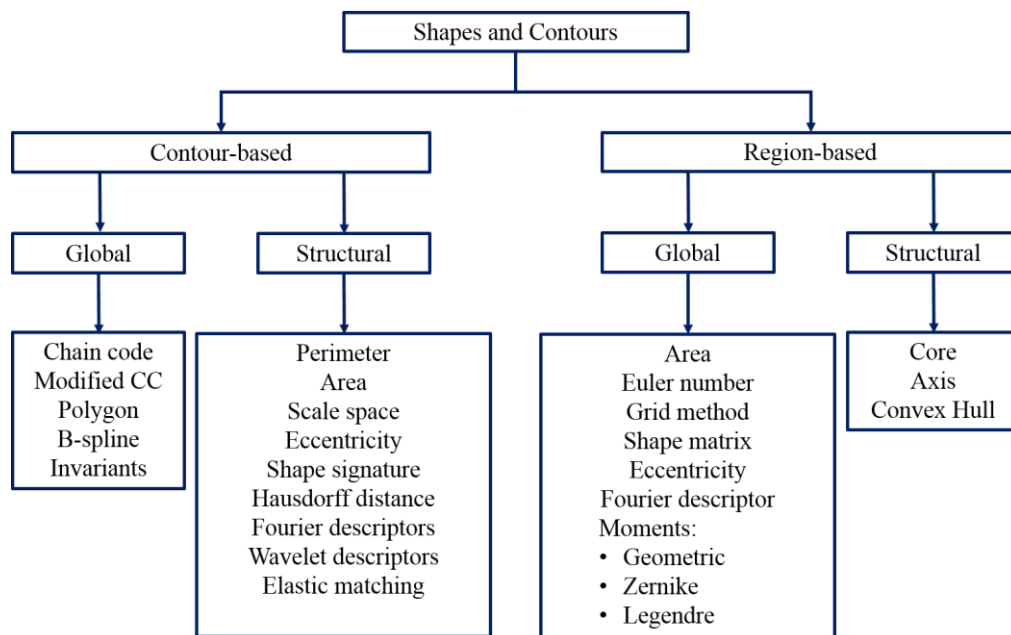 Shapes and Contours
Contour-based
Region-based
Global
Structural
Global
Structural
Chain code
Modified CC
Polygon
B-spline
Invariants
Perimeter
Area
Scale space
Eccentricity
Shape signature
Hausdorff distance
Fourier descriptors
Wavelet descriptors
Elastic matching
Area
Euler number
Grid method
Shape matrix
Eccentricity
Fourier descriptor
Moments:
• Geometric
• Zernike
• Legendre
Core
Axis
Convex Hull